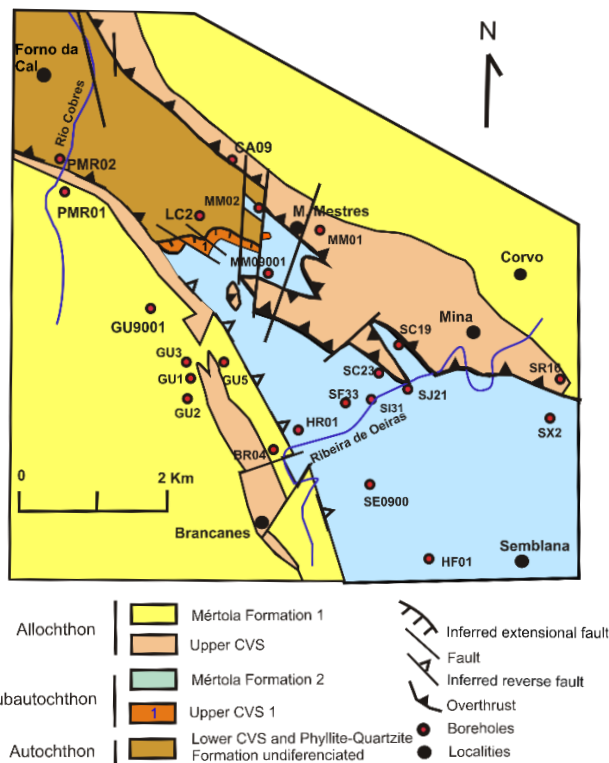 N
Forno da
Cal
Rio Cobres
CA09
PMR02
PMR01
LC2
MM02
M. Mestres
MM01
1
MM09001
Corvo
GU9001
Mina
SC19
GU3
GU1
GU5
GU2
SC23
SR16
SF33
SI31
SJ21
HR01
SX2
BR04
Ribeira de Oeiras
0
2 Km
SE0900
Brancanes
HF01
Semblana
Allochthon
Mértola Formation 1
Upper CVS
ubautochthon
Mértola Formation 2
1
Upper CVS 1
Autochthon
Lower CVS and Phyllite-Quartzite
Formation undiferenciated
Inferred extensional fault
Fault
Inferred reverse fault
Overthrust
Boreholes
Localities